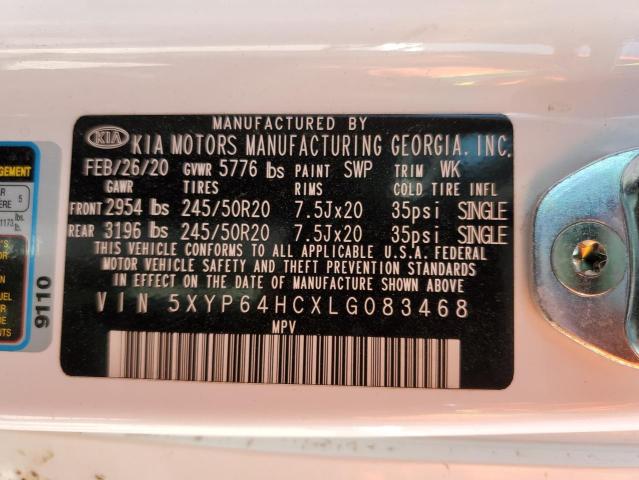 MANUFACTURED BY
KIA KIA MOTORS MANUFACTURING GEORGIA, INC.
FEB/26/20 GVWR 5776 lbs PAINT SWP TRIM WK
GAWR TIRES RIMS COLD TIRE INFL
FRONT 2954 lbs 245/50R20 7.5Jx20 35psi SINGLE
REAR 3196 lbs 245/50R20 7.5Jx20 35psi SINGLE
THIS VEHICLE CONFORMS TO ALL APPLICABLE U.S.A. FEDERAL
MOTOR VEHICLE SAFETY AND THEFT PREVENTION STANDARDS
IN EFFECT ON THE DATE OF MANUFACTURE SHOWN ABOVE.
VIN 5XYP64HCXLG083468
MPV
9110
5